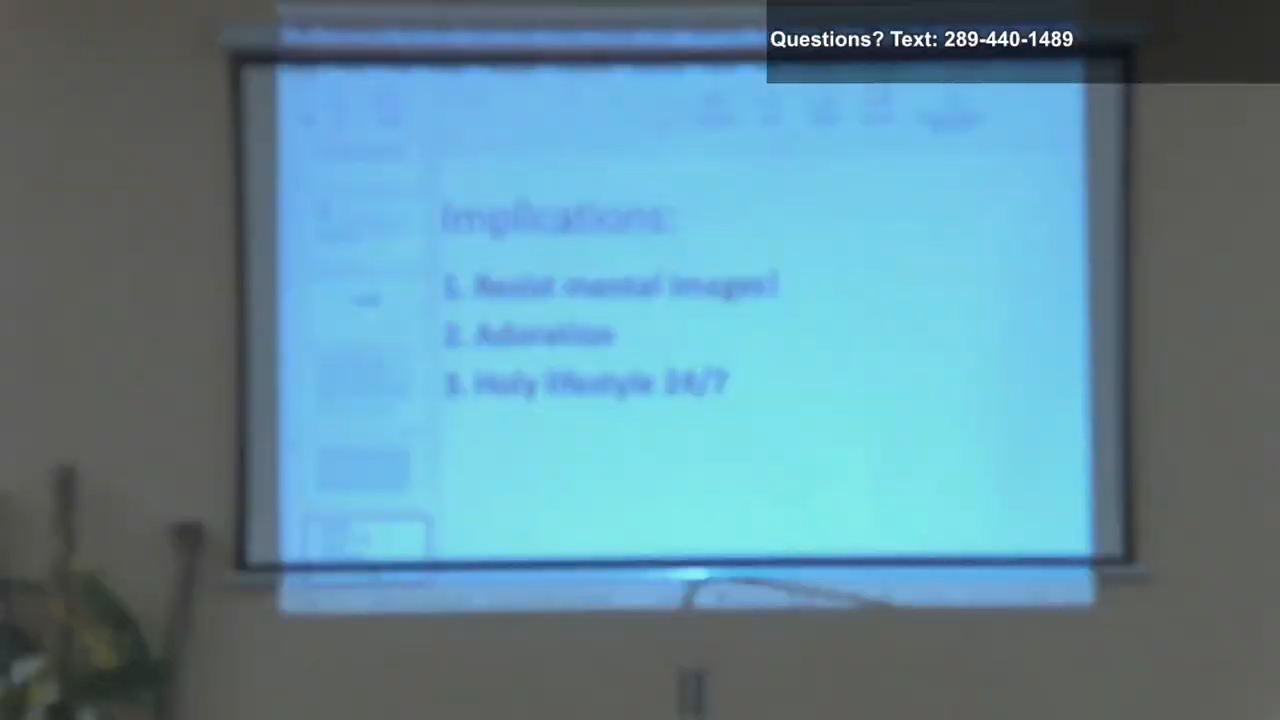 Questions? Text: 289-440-1489
Implications:
1. Resist mental images!
2. Adoration
3. Holy lifestyle 24/7